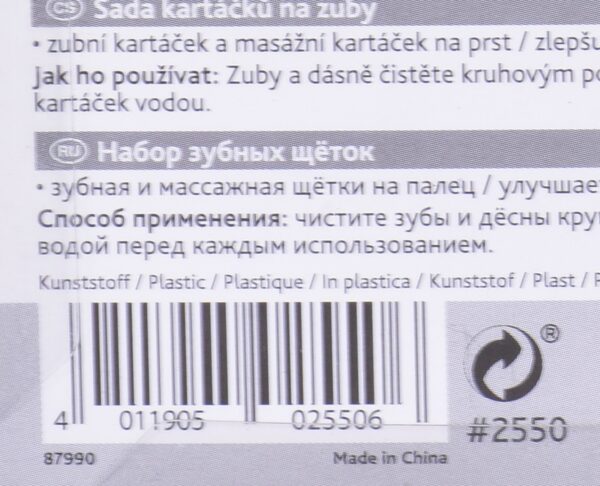 CS Sada kartáčků na zuby
• zubní kartáček a masážní kartáček na prst / zlepšu
Jak ho používat: Zuby a dásně čistěte kruhovým po
kartáček vodou.
RU Набор зубных щёток
• зубная и массажная щётки на палец / улучшает
Способ применения: чистите зубы и дёсны кру
водой перед каждым использованием.
Kunststoff / Plastic / Plastique / In plastica / Kunststof / Plast / P
®
4 011905 025506
#2550
87990 Made in China